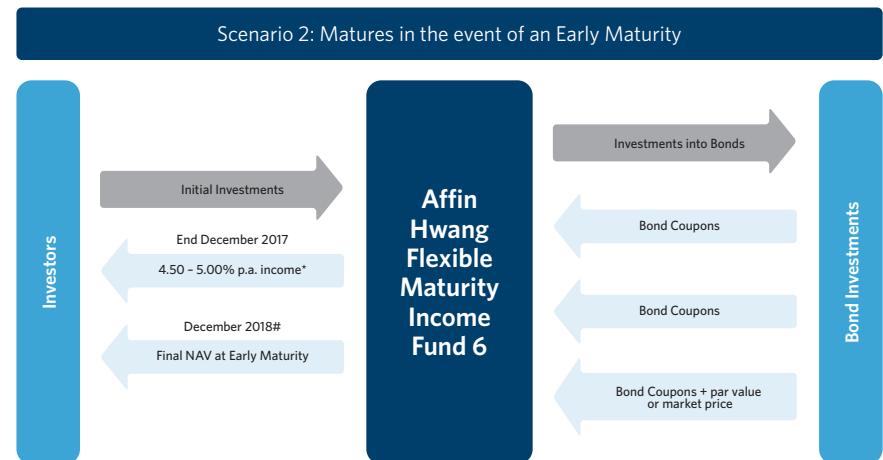 Scenario 2: Matures in the event of an Early Maturity
Investors
Initial Investments
End December 2017
4.50 – 5.00% p.a. income*
December 2018#
Final NAV at Early Maturity
Affin
Hwang
Flexible
Maturity
Income
Fund 6
Investments into Bonds
Bond Coupons
Bond Coupons
Bond Coupons + par value
or market price
Bond Investments